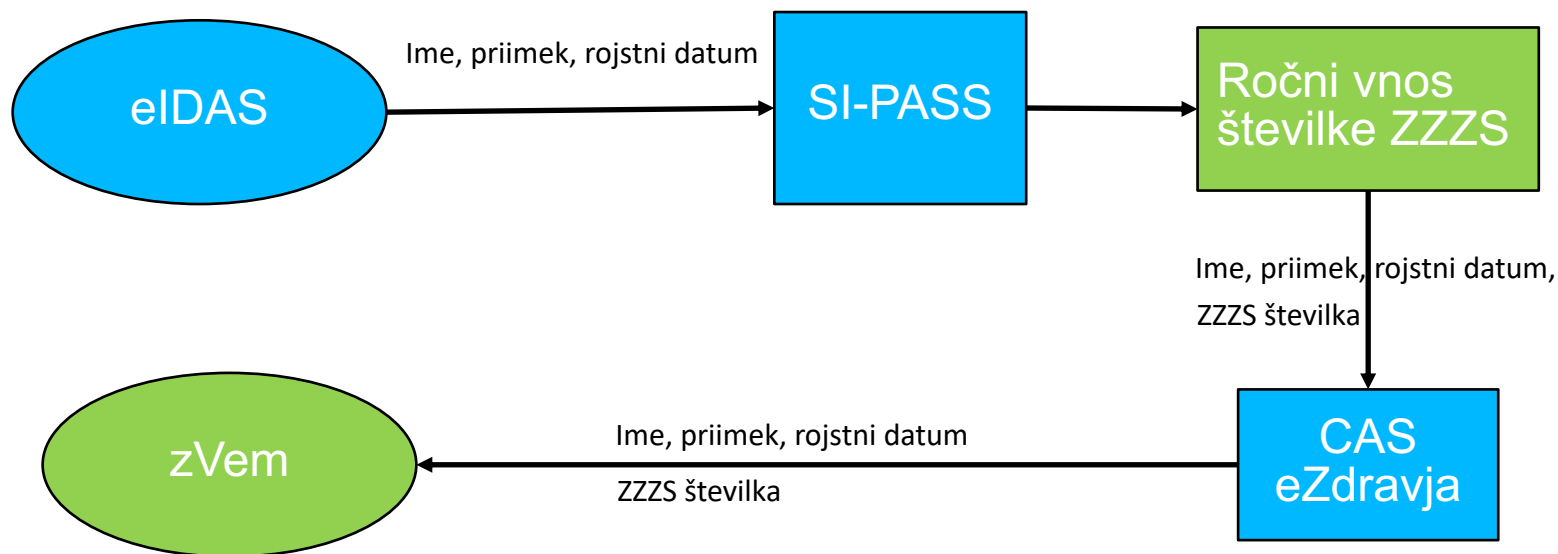 eIDAS
Ime, priimek, rojstni datum
SI-PASS
Ročni vnos
številke ZZZS
Ime, priimek, rojstni datum,
ZZZS številka
CAS
eZdravja
Ime, priimek, rojstni datum
ZZZS številka
zVem